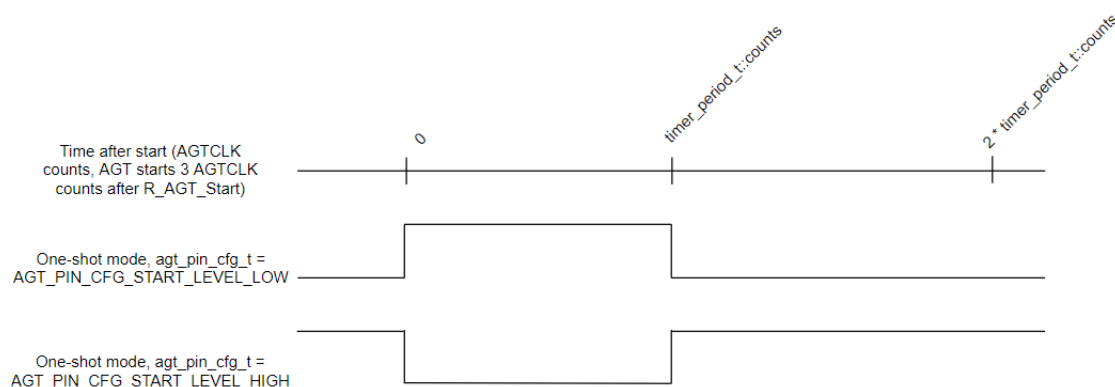 0
timer_period_t::counts
2 * timer_period_t::counts
Time after start (AGTCLK
counts, AGT starts 3 AGTCLK
counts after R_AGT_Start)
One-shot mode, agt_pin_cfg_t =
AGT_PIN_CFG_START_LEVEL_LOW
One-shot mode, agt_pin_cfg_t =
AGT_PIN_CFG_START_LEVEL_HIGH